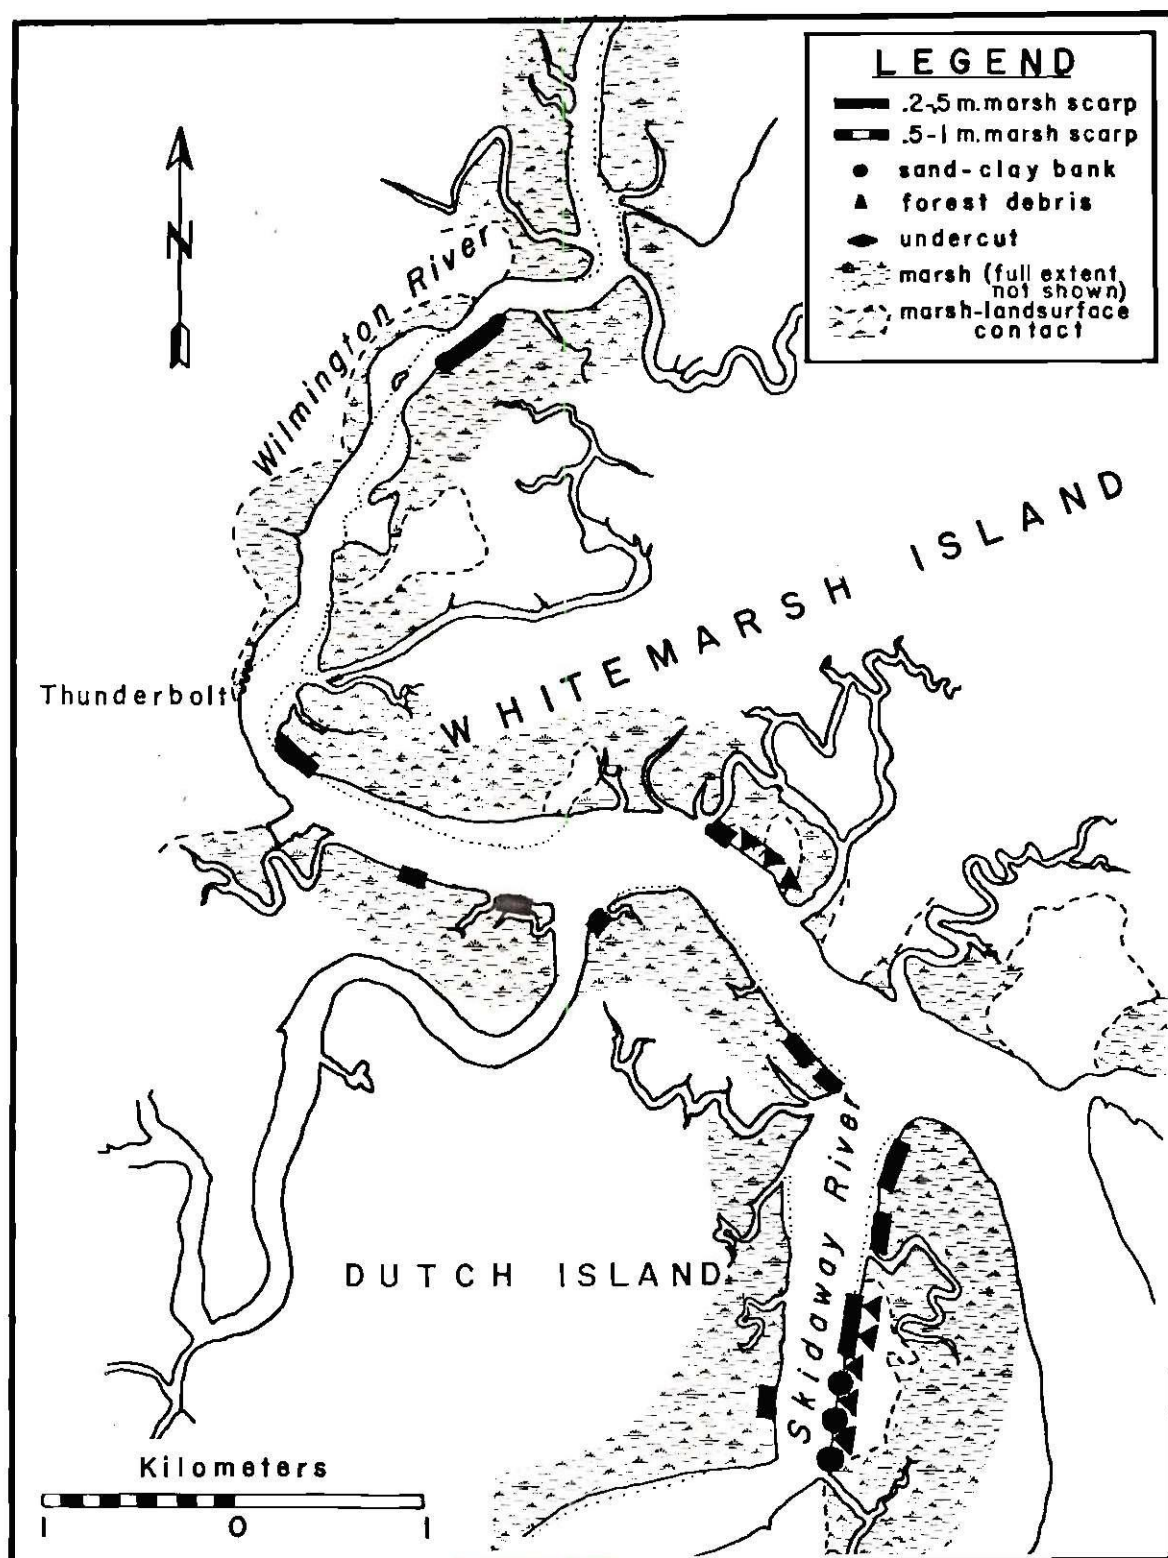 LEGEND
.2-.5 m. marsh scarp
.5-1 m. marsh scarp
sand-clay bank
forest debris
undercut
marsh (full extent
not shown)
marsh-landsurface
contact
N
Wilmington River
WHITEMARSH ISLAND
Thunderbolt
Skidaway River
DUTCH ISLAND
Kilometers
1 0 1